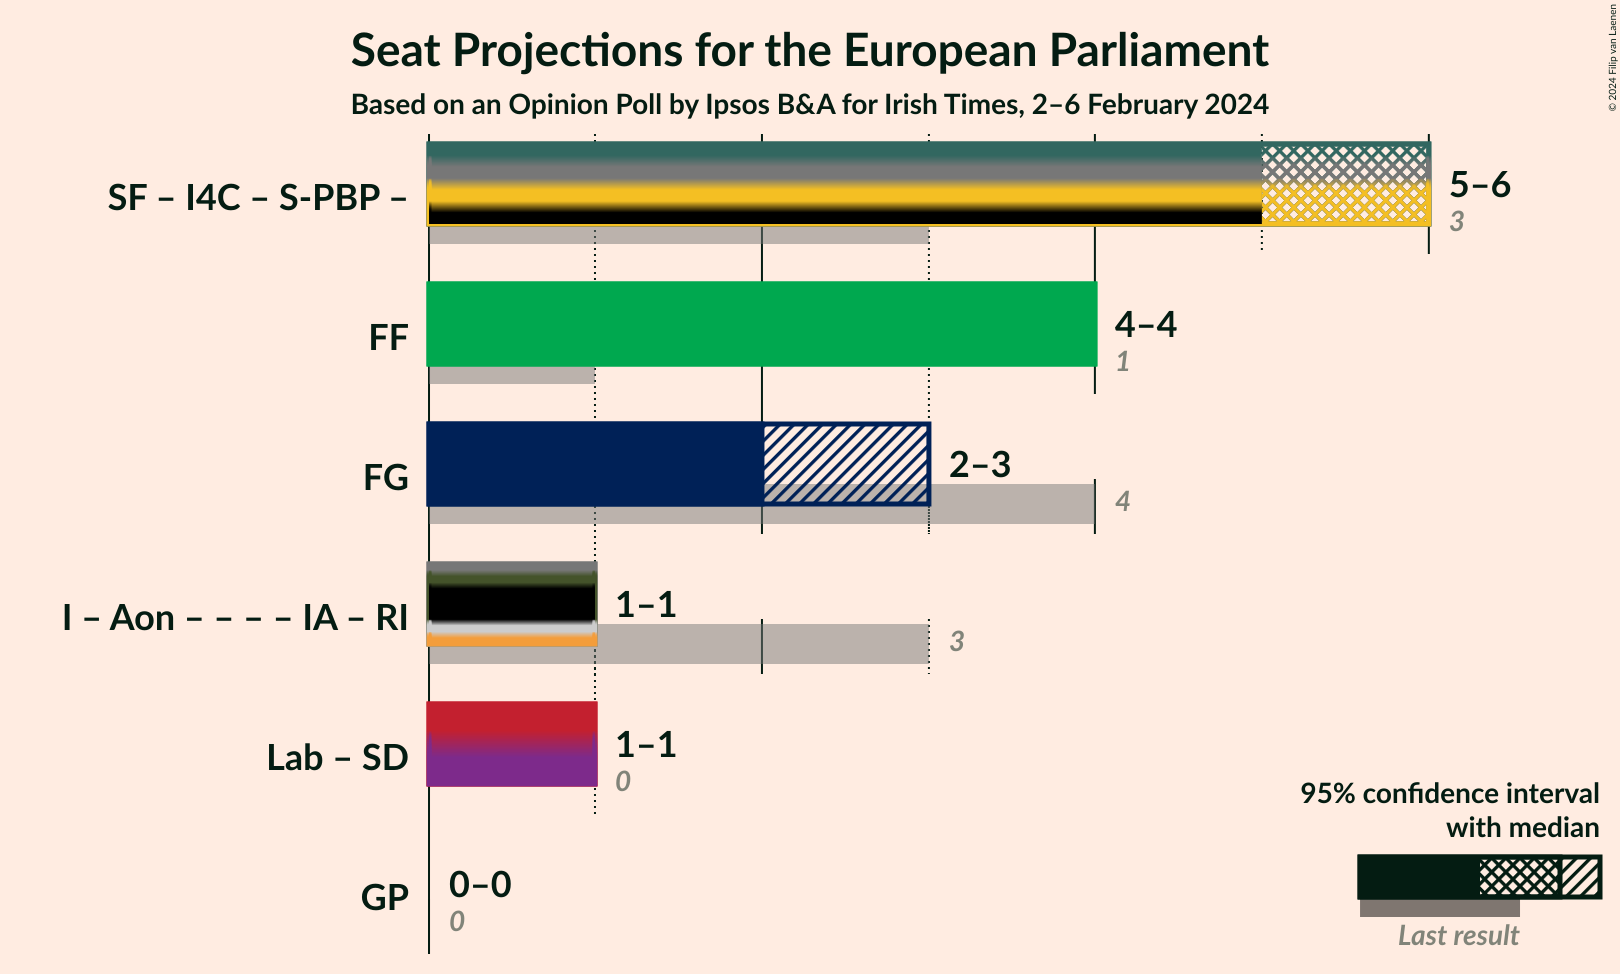 Seat Projections for the European Parliament
Based on an Opinion Poll by Ipsos B&A for Irish Times, 2–6 February 2024
© 2024 Filip van Laenen
SF – I4C – S-PBP –
5–6
3
FF
4–4
1
FG
2–3
4
I – Aon – – – – IA – RI
1–1
3
Lab – SD
1–1
0
GP
0–0
0
95% confidence interval
with median
Last result